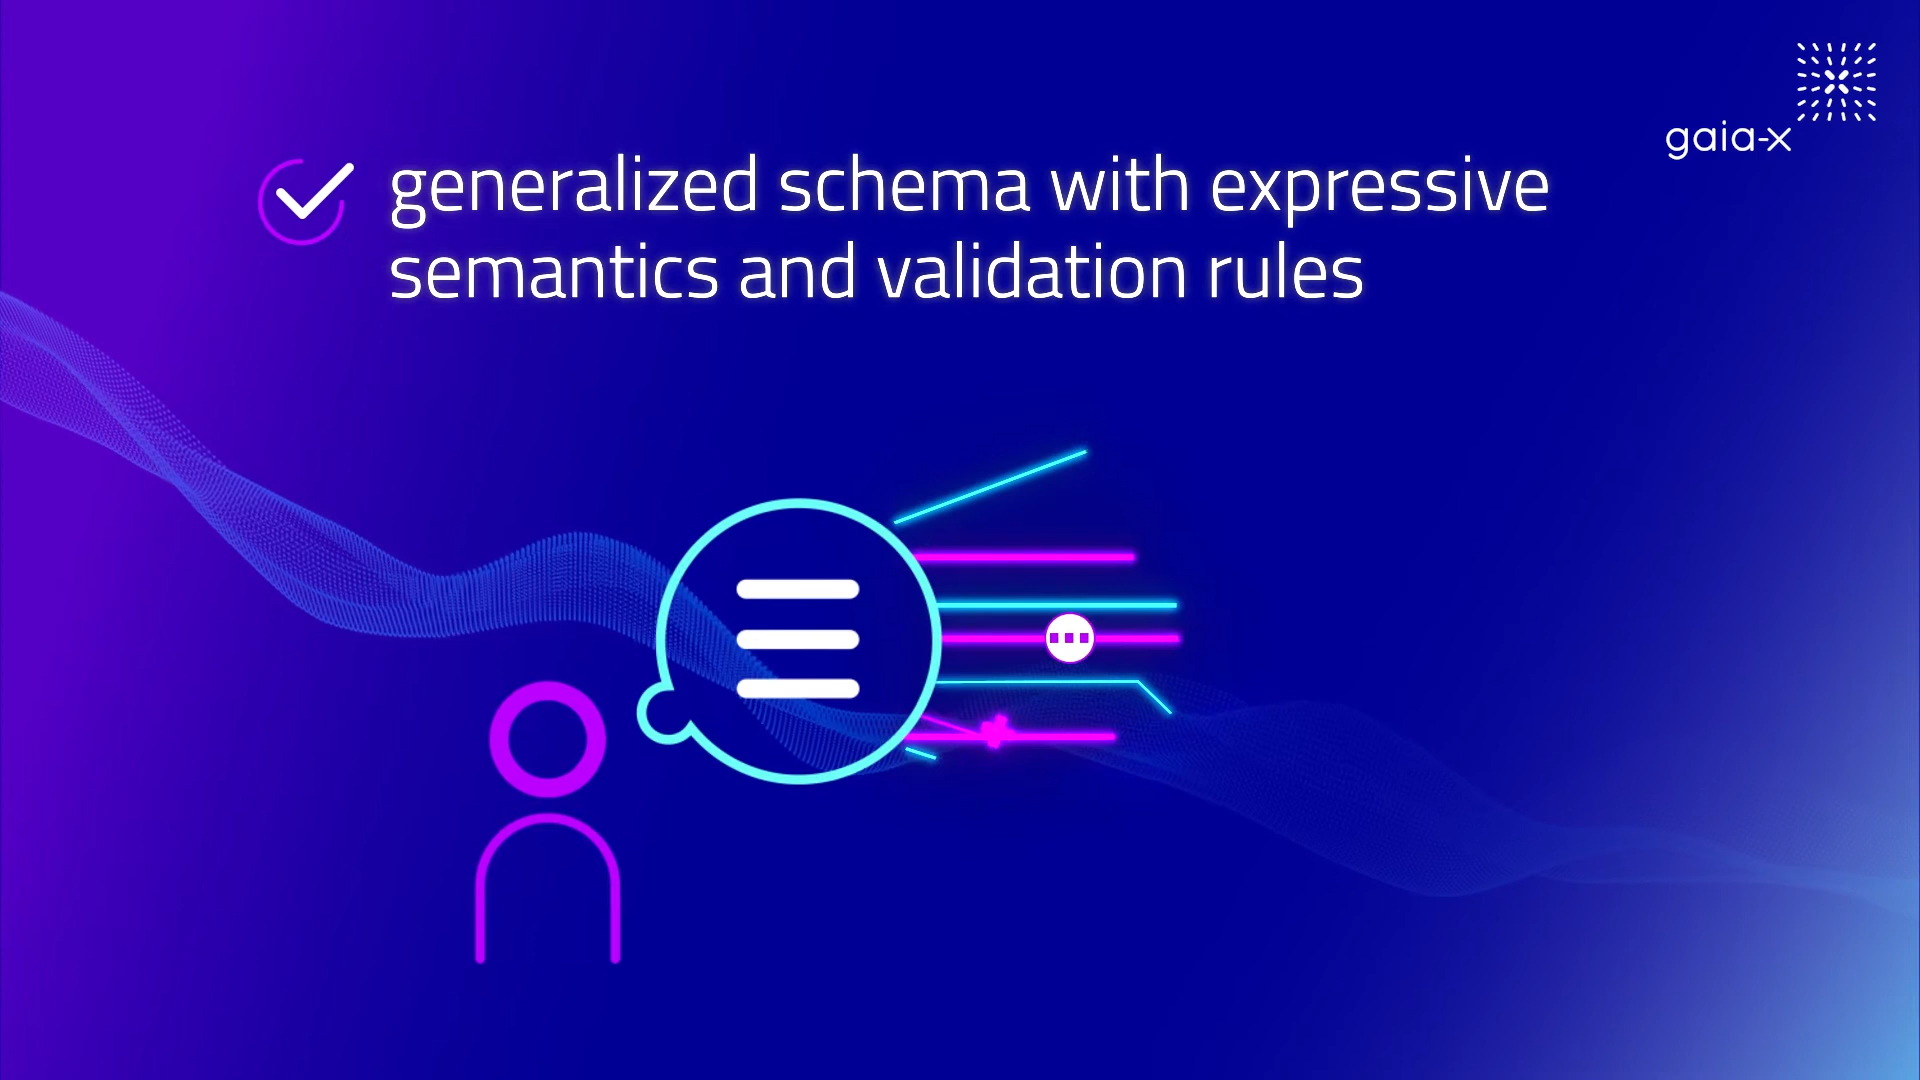 gaia-x
generalized schema with expressive
semantics and validation rules